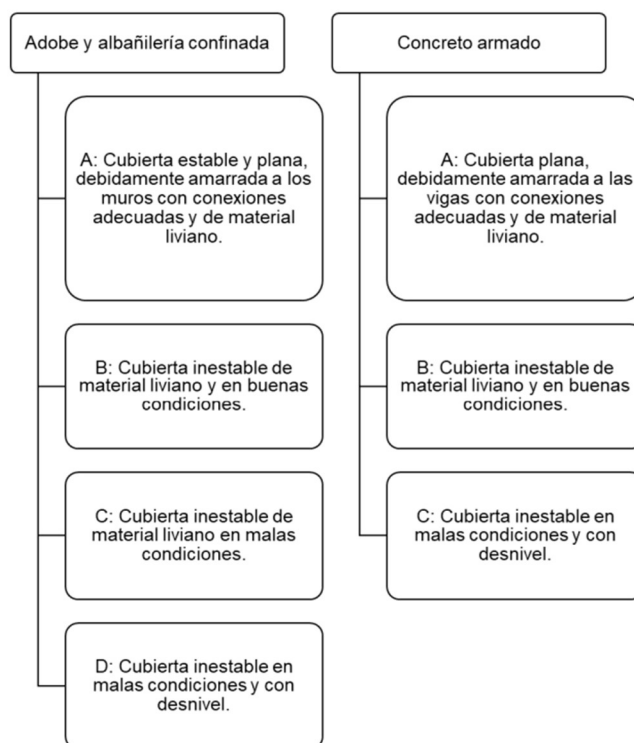 Adobe y albañilería confinada
A: Cubierta estable y plana,
debidamente amarrada a los
muros con conexiones
adecuadas y de material
liviano.
B: Cubierta inestable de
material liviano y en buenas
condiciones.
C: Cubierta inestable de
material liviano en malas
condiciones.
D: Cubierta inestable en
malas condiciones y con
desnivel.
Concreto armado
A: Cubierta plana,
debidamente amarrada a las
vigas con conexiones
adecuadas y de material
liviano.
B: Cubierta inestable de
material liviano y en buenas
condiciones.
C: Cubierta inestable en
malas condiciones y con
desnivel.